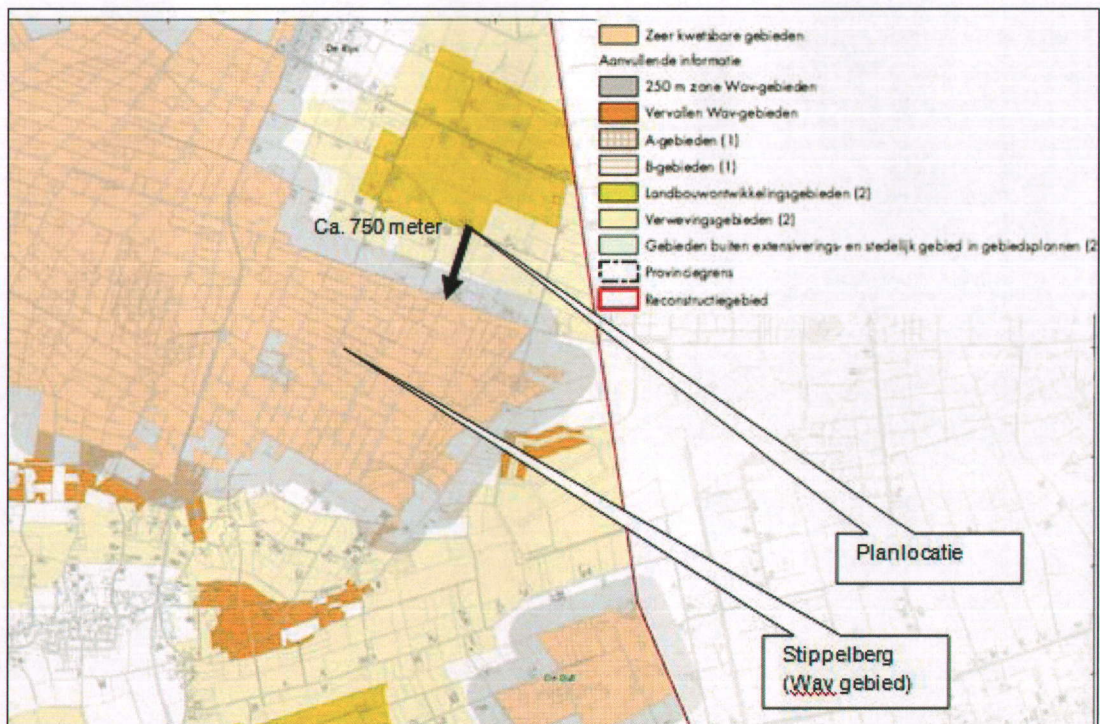 De Rips
Zeer kwetsbare gebieden
Aanvullende informatie
250 m zone Wav-gebieden
Vervallen Wav-gebieden
A-gebieden (1)
B-gebieden (1)
Landbouwontwikkelingsgebieden (2)
Verwevingsgebieden (2)
Gebieden buiten extensiverings- en stedelijk gebied in gebiedsplannen (2
Provinciegrens
Reconstructiegebied
Ca. 750 meter
Planlocatie
Stippelberg
(Wav gebied)